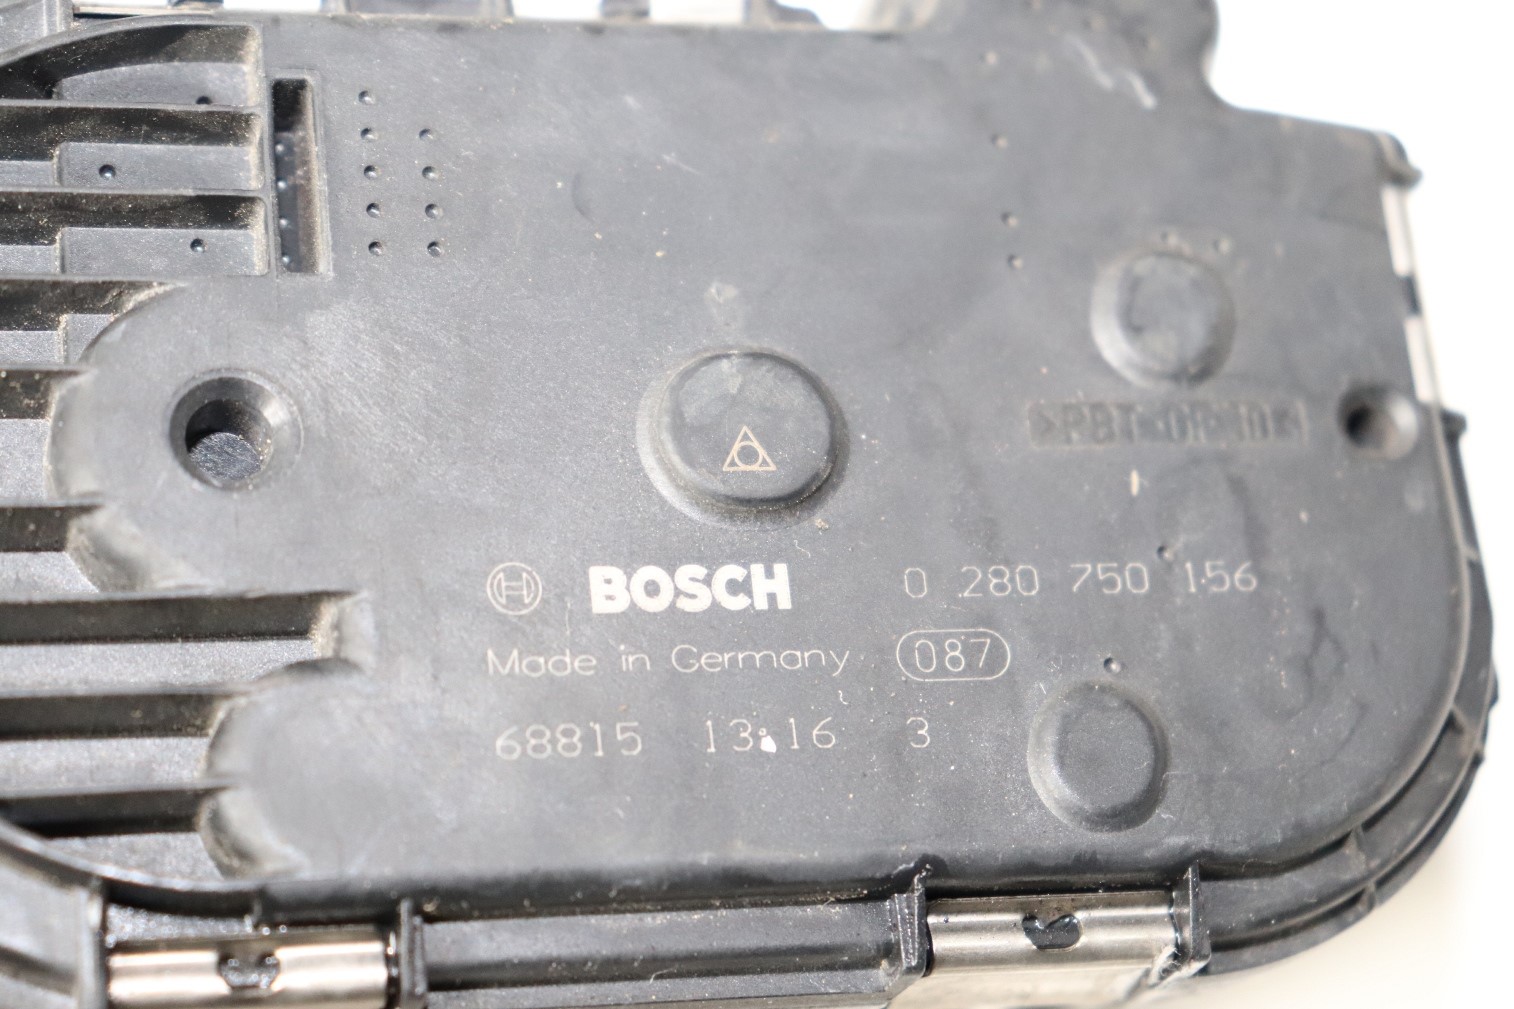 BOSCH 0 280 750 156
Made in Germany 087
68815 13.16 3